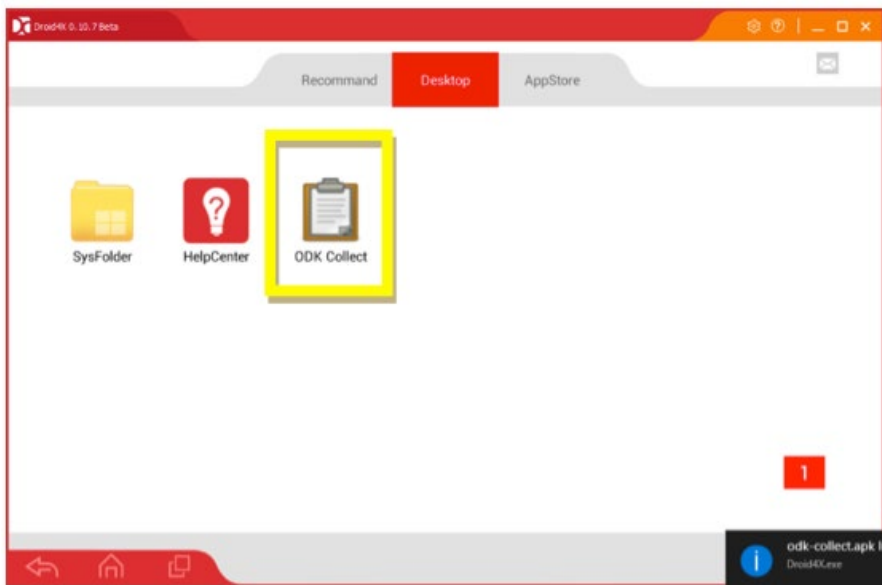 Droid4X 0.10.7 Beta
Recommand
Desktop
AppStore
SysFolder
HelpCenter
ODK Collect
1
odk-collect.apk
Droid4X.exe